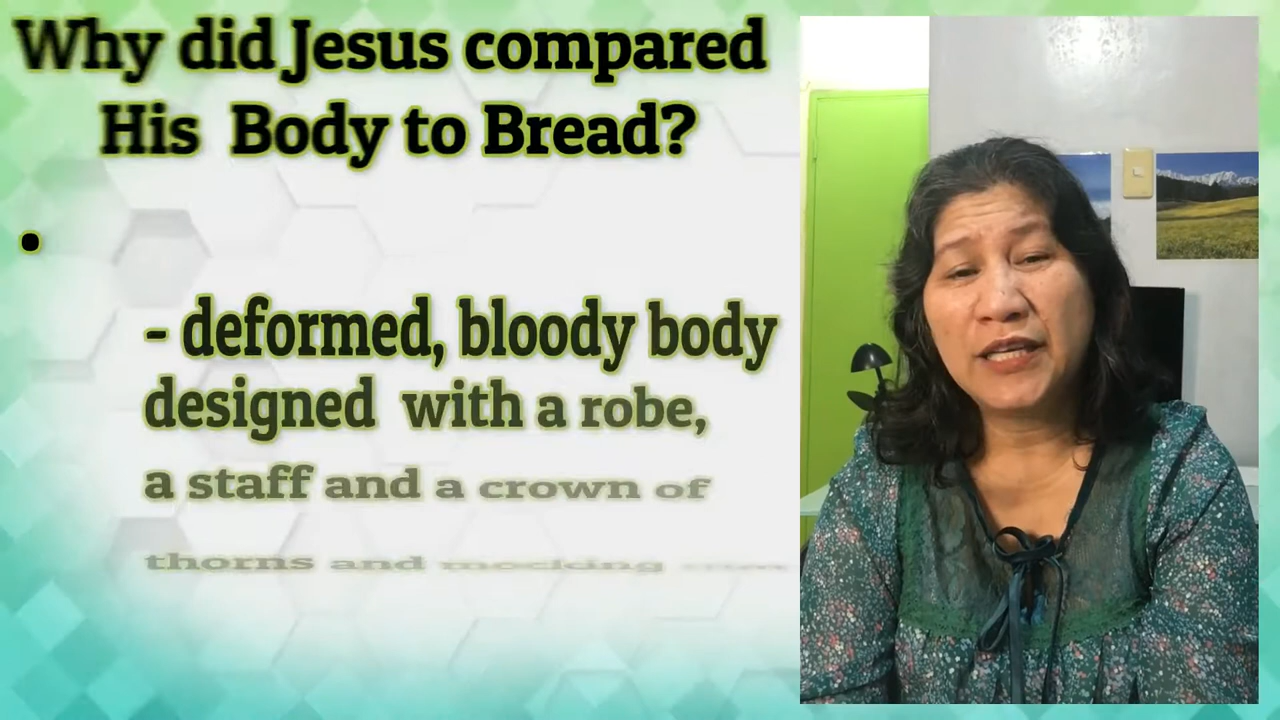 Why did Jesus compared
His Body to Bread?
•
- deformed, bloody body
designed with a robe,
a staff and a crown of
thorns and mocking